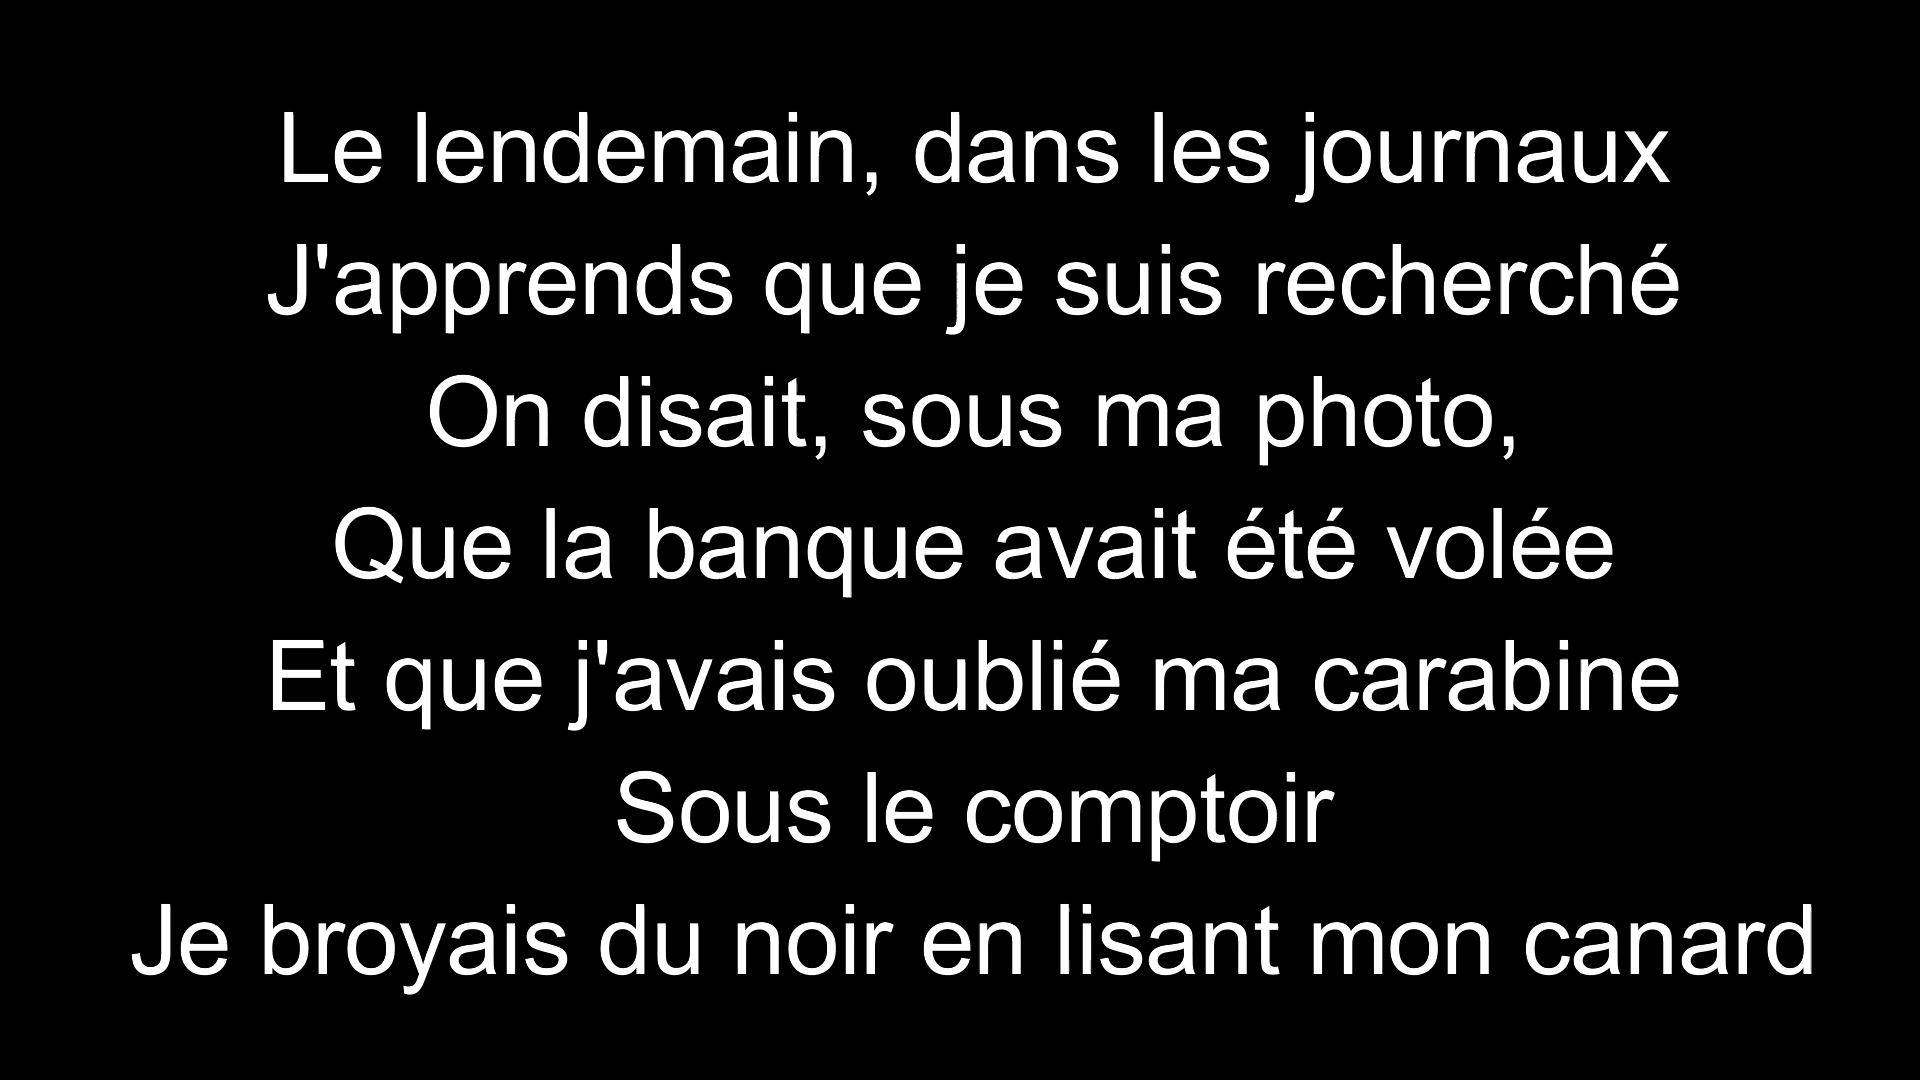 Le lendemain, dans les journaux
J'apprends que je suis recherché
On disait, sous ma photo,
Que la banque avait été volée
Et que j'avais oublié ma carabine
Sous le comptoir
Je broyais du noir en lisant mon canard